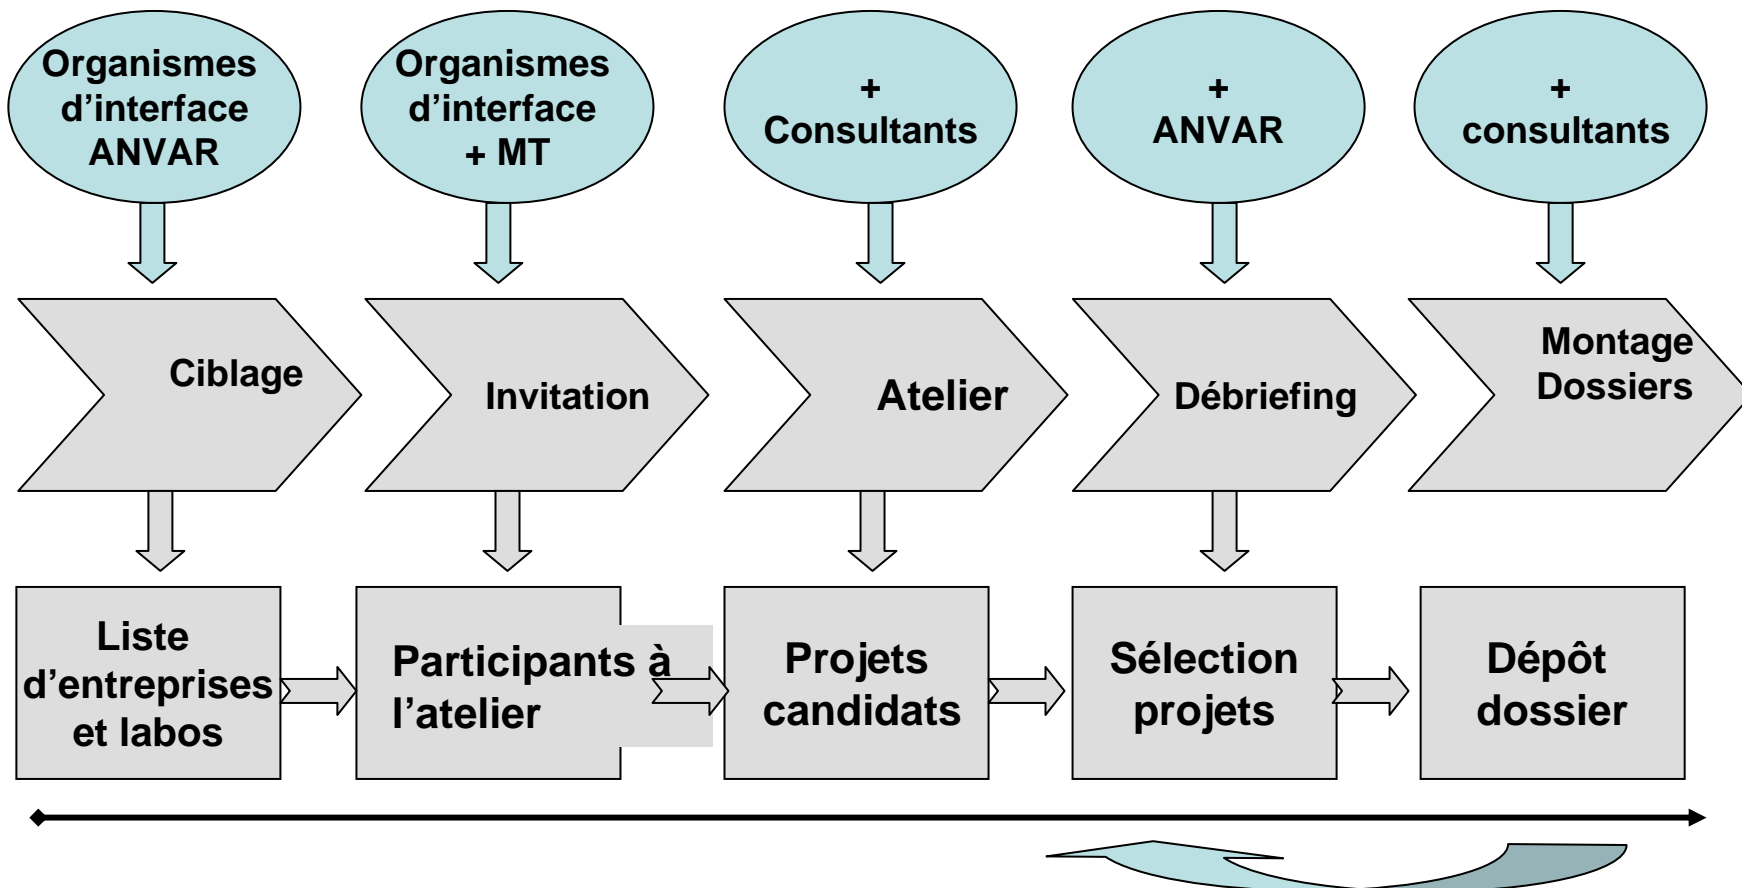 Organismes
d’interface
ANVAR
Organismes
d’interface
+ MT
+
Consultants
+
ANVAR
+
consultants
Ciblage
Invitation
Atelier
Débriefing
Montage
Dossiers
Liste
d’entreprises
et labos
Participants à
l’atelier
Projets
candidats
Sélection
projets
Dépôt
dossier